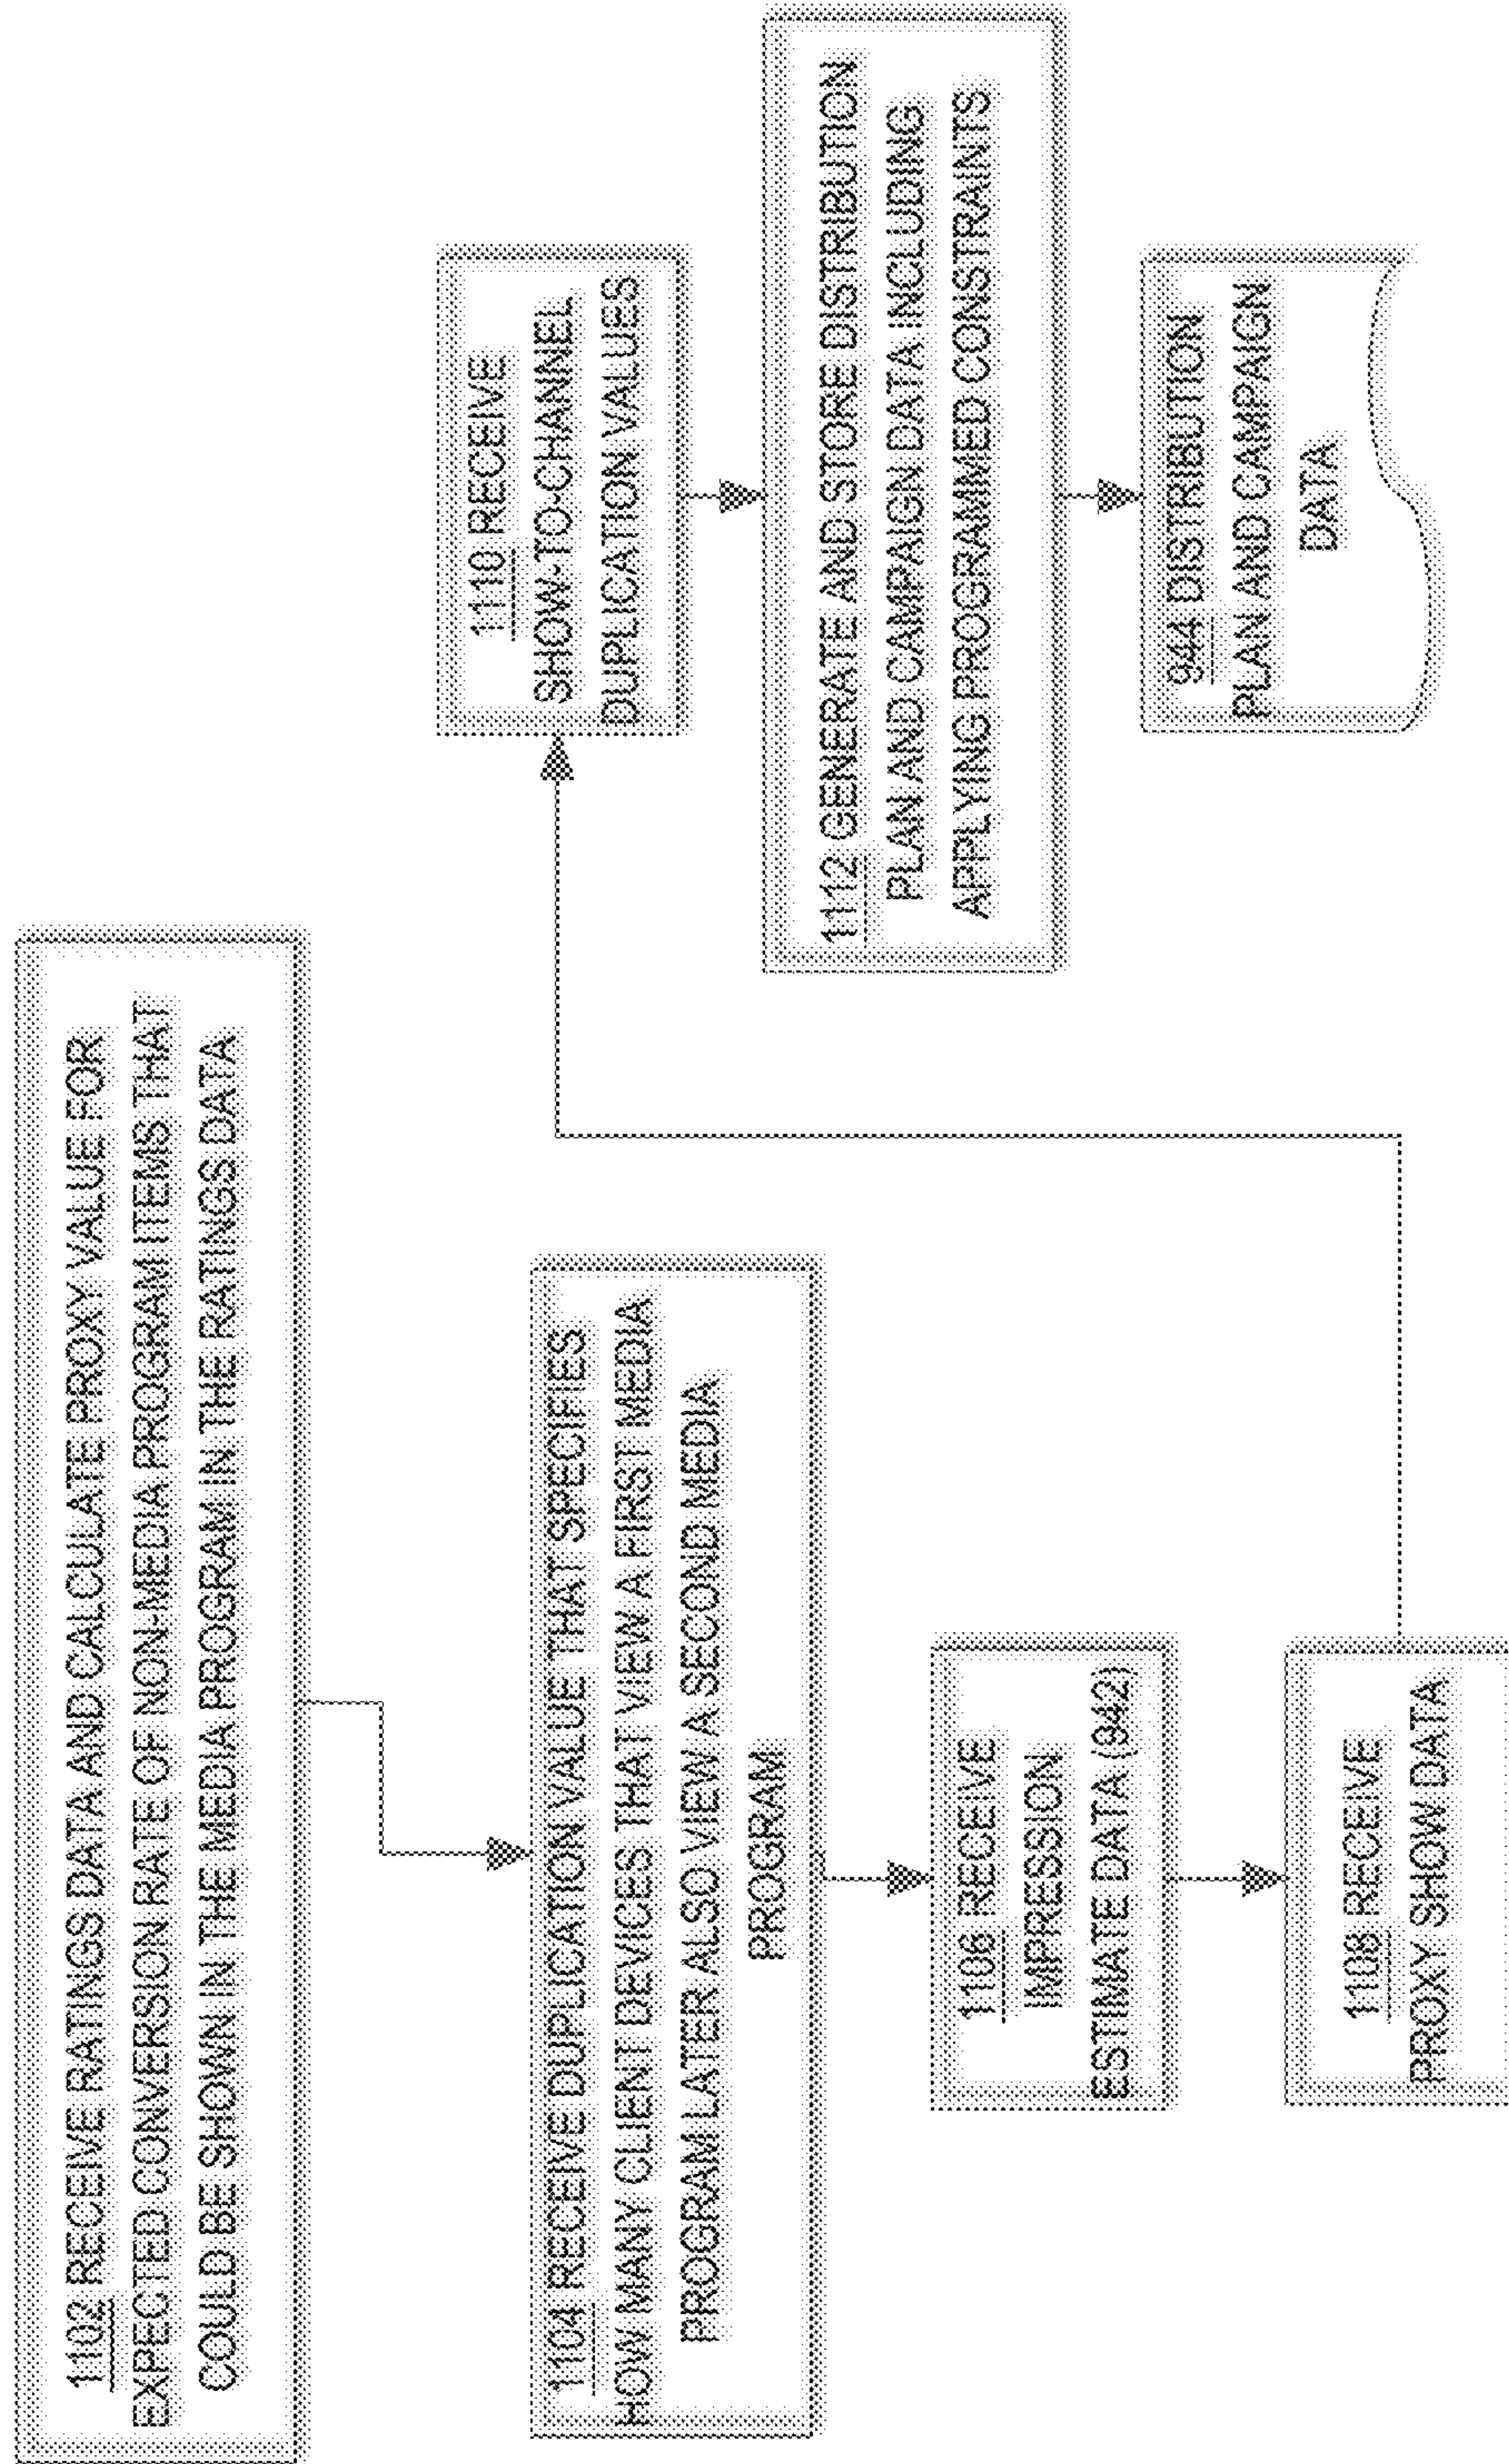 1102 RECEIVE RATINGS DATA AND CALCULATE PROXY VALUE FOR
EXPECTED CONVERSION RATE OF NON-MEDIA PROGRAM ITEMS THAT
COULD BE SHOWN IN THE MEDIA PROGRAM IN THE RATINGS DATA
1104 RECEIVE DUPLICATION VALUE THAT SPECIFIES
HOW MANY CLIENT DEVICES THAT VIEW A FIRST MEDIA
PROGRAM LATER ALSO VIEW A SECOND MEDIA
PROGRAM
1106 RECEIVE
IMPRESSION
ESTIMATE DATA (942)
1108 RECEIVE
PROXY SHOW DATA
1110 RECEIVE
SHOW-TO-CHANNEL
DUPLICATION VALUES
1112 GENERATE AND STORE DISTRIBUTION
PLAN AND CAMPAIGN DATA INCLUDING
APPLYING PROGRAMMED CONSTRAINTS
944 DISTRIBUTION
PLAN AND CAMPAIGN
DATA